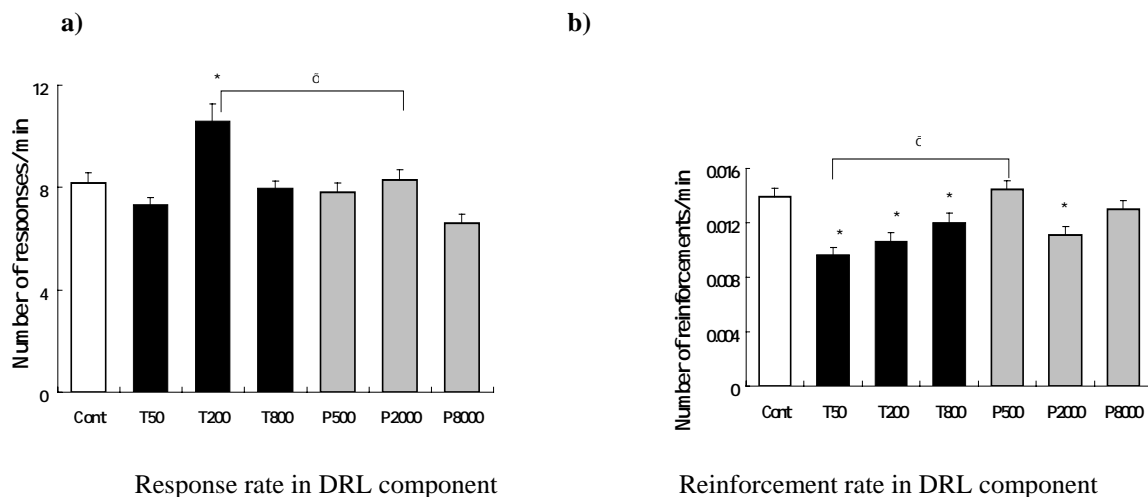 a)
*
č
12
8
4
0
Number of responses/min
Cont T50 T200 T800 P500 P2000 P8000
Response rate in DRL component
b)
č
0.016
0.012
0.008
0.004
0
* * * *
Number of reinforcements/min
Cont T50 T200 T800 P500 P2000 P8000
Reinforcement rate in DRL component